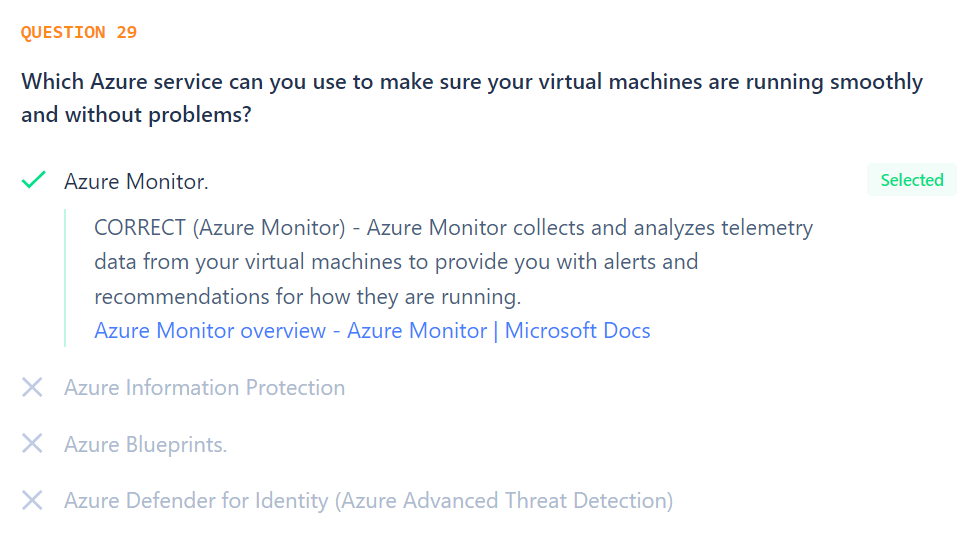 QUESTION 29
Which Azure service can you use to make sure your virtual machines are running smoothly
and without problems?
Azure Monitor.
Selected
CORRECT (Azure Monitor) - Azure Monitor collects and analyzes telemetry
data from your virtual machines to provide you with alerts and
recommendations for how they are running.
Azure Monitor overview - Azure Monitor | Microsoft Docs
Azure Information Protection
Azure Blueprints.
Azure Defender for Identity (Azure Advanced Threat Detection)